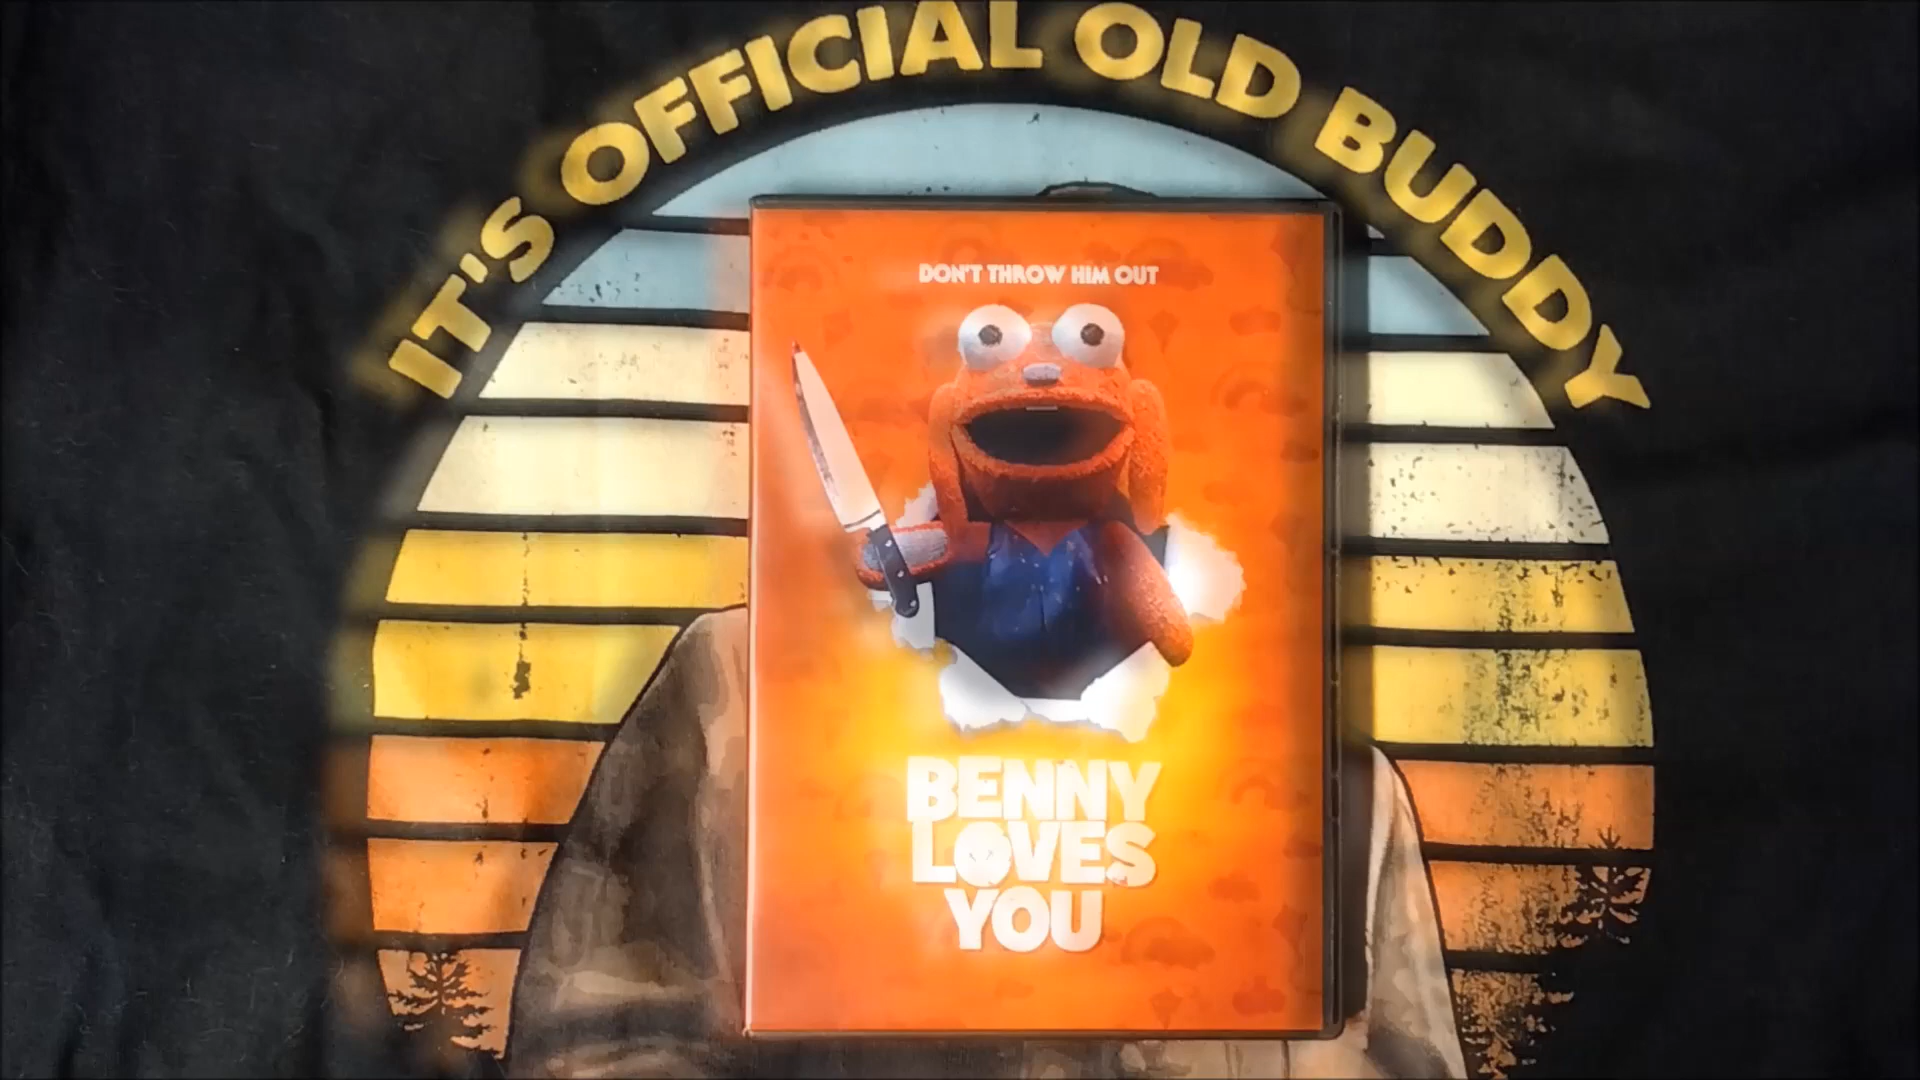 IT'S OFFICIAL OLD BUDDY
DON'T THROW HIM OUT
BENNY
LOVES
YOU